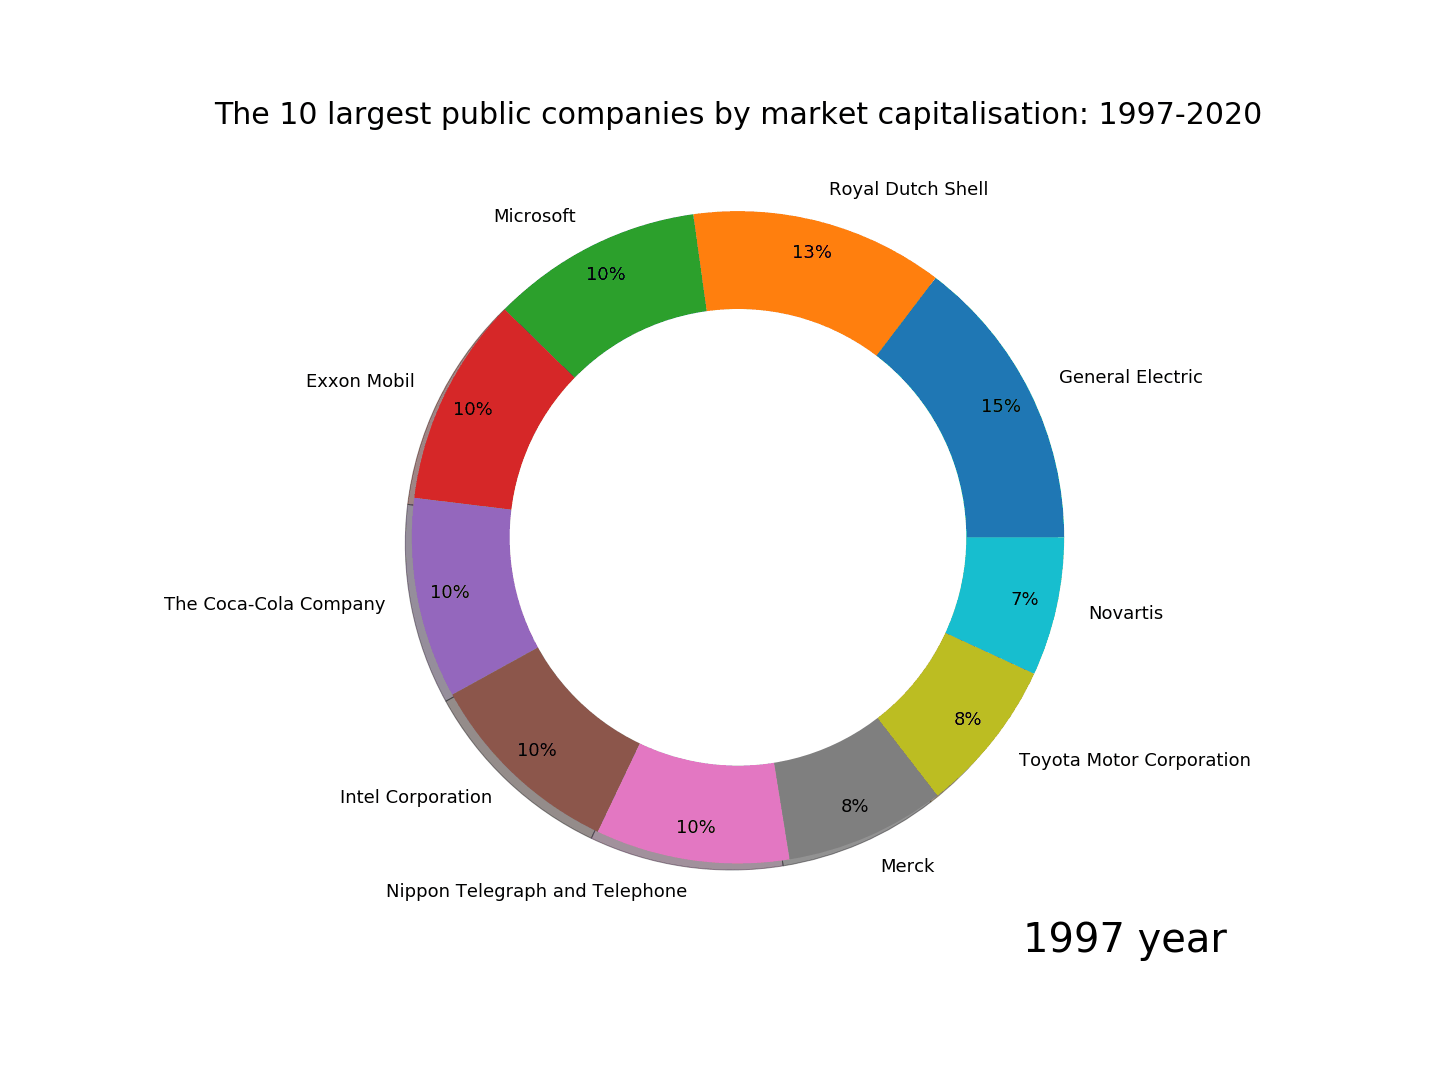 The 10 largest public companies by market capitalisation: 1997-2020
Royal Dutch Shell
Microsoft
13%
10%
Exxon Mobil
General Electric
10%
15%
The Coca-Cola Company
10%
7%
Novartis
Intel Corporation
10%
8%
Toyota Motor Corporation
10%
8%
Nippon Telegraph and Telephone
Merck
1997 year